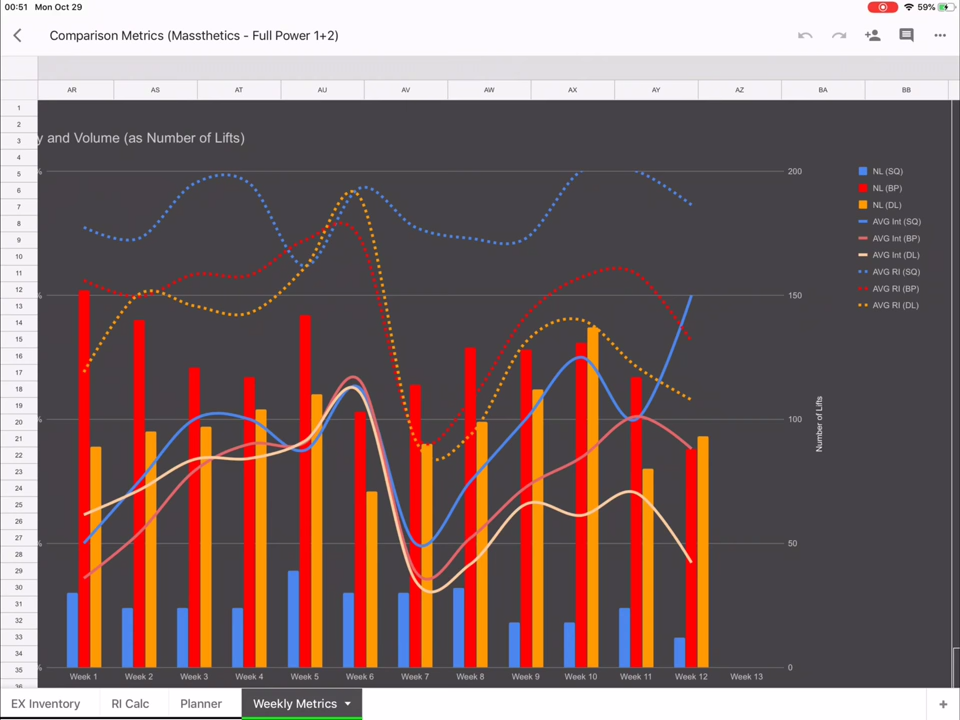 00:51 Mon Oct 29 59%
Comparison Metrics (Massthetics - Full Power 1+2)
AR AS AT AU AV AW AX AY AZ BA BB
1
2
3
4
5
6
7
8
9
10
11
12
13
14
15
16
17
18
19
20
21
22
23
24
25
26
27
28
29
30
31
32
33
34
35
y and Volume (as Number of Lifts)
200
150
100
50
0
Number of Lifts
NL (SQ)
NL (BP)
NL (DL)
AVG Int (SQ)
AVG Int (BP)
AVG Int (DL)
AVG RI (SQ)
AVG RI (BP)
AVG RI (DL)
Week 1 Week 2 Week 3 Week 4 Week 5 Week 6 Week 7 Week 8 Week 9 Week 10 Week 11 Week 12 Week 13
EX Inventory RI Calc Planner Weekly Metrics